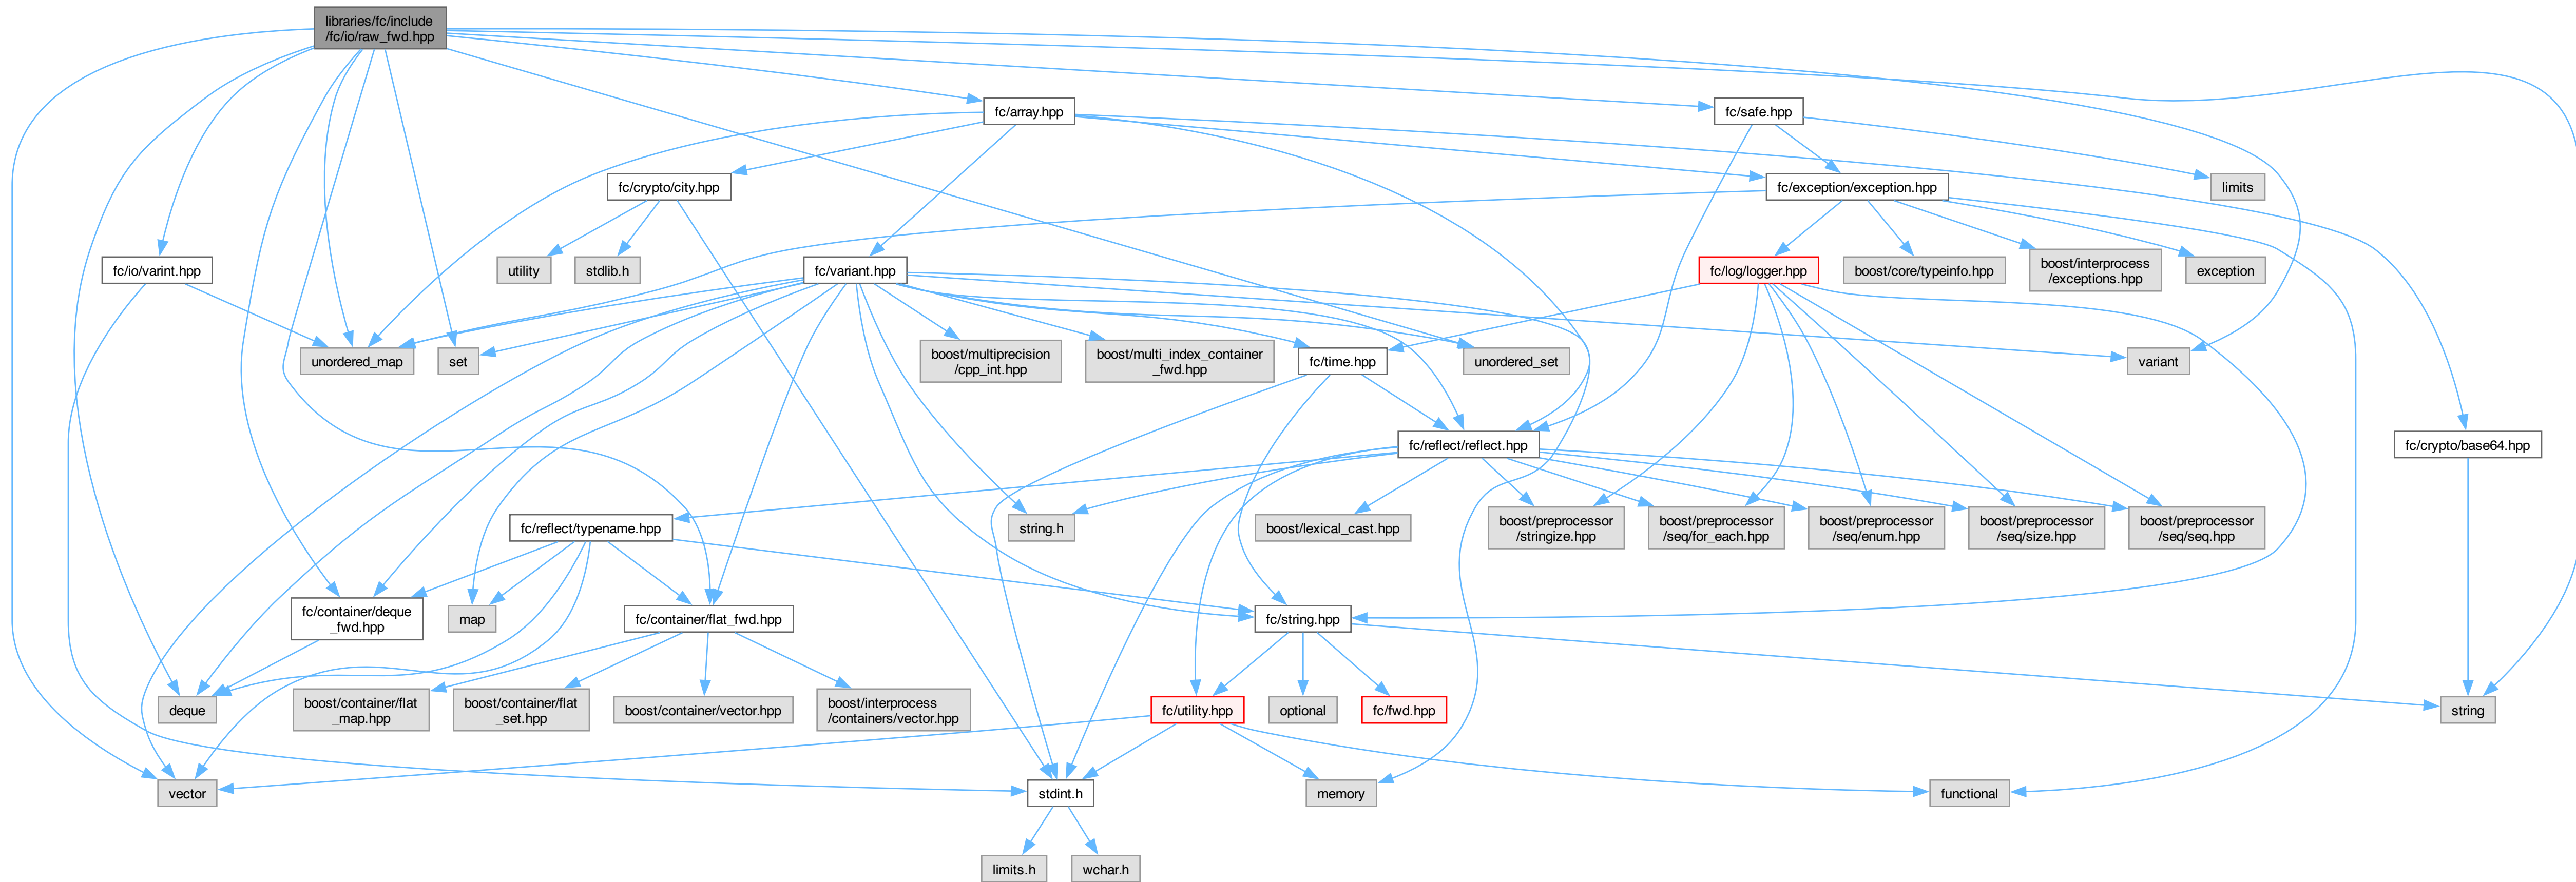 libraries/fc/include
/fc/io/raw_fwd.hpp
fc/array.hpp
fc/safe.hpp
fc/crypto/city.hpp
fc/exception/exception.hpp
limits
fc/io/varint.hpp
utility
stdlib.h
fc/variant.hpp
fc/log/logger.hpp
boost/core/typeinfo.hpp
boost/interprocess
/exceptions.hpp
exception
unordered_map
set
boost/multiprecision
/cpp_int.hpp
boost/multi_index_container
_fwd.hpp
fc/time.hpp
unordered_set
variant
fc/reflect/reflect.hpp
fc/crypto/base64.hpp
fc/reflect/typename.hpp
string.h
boost/lexical_cast.hpp
boost/preprocessor
/stringize.hpp
boost/preprocessor
/seq/for_each.hpp
boost/preprocessor
/seq/enum.hpp
boost/preprocessor
/seq/size.hpp
boost/preprocessor
/seq/seq.hpp
fc/container/deque
_fwd.hpp
map
fc/container/flat_fwd.hpp
fc/string.hpp
deque
boost/container/flat
_map.hpp
boost/container/flat
_set.hpp
boost/container/vector.hpp
boost/interprocess
/containers/vector.hpp
fc/utility.hpp
optional
fc/fwd.hpp
string
vector
stdint.h
memory
functional
limits.h
wchar.h